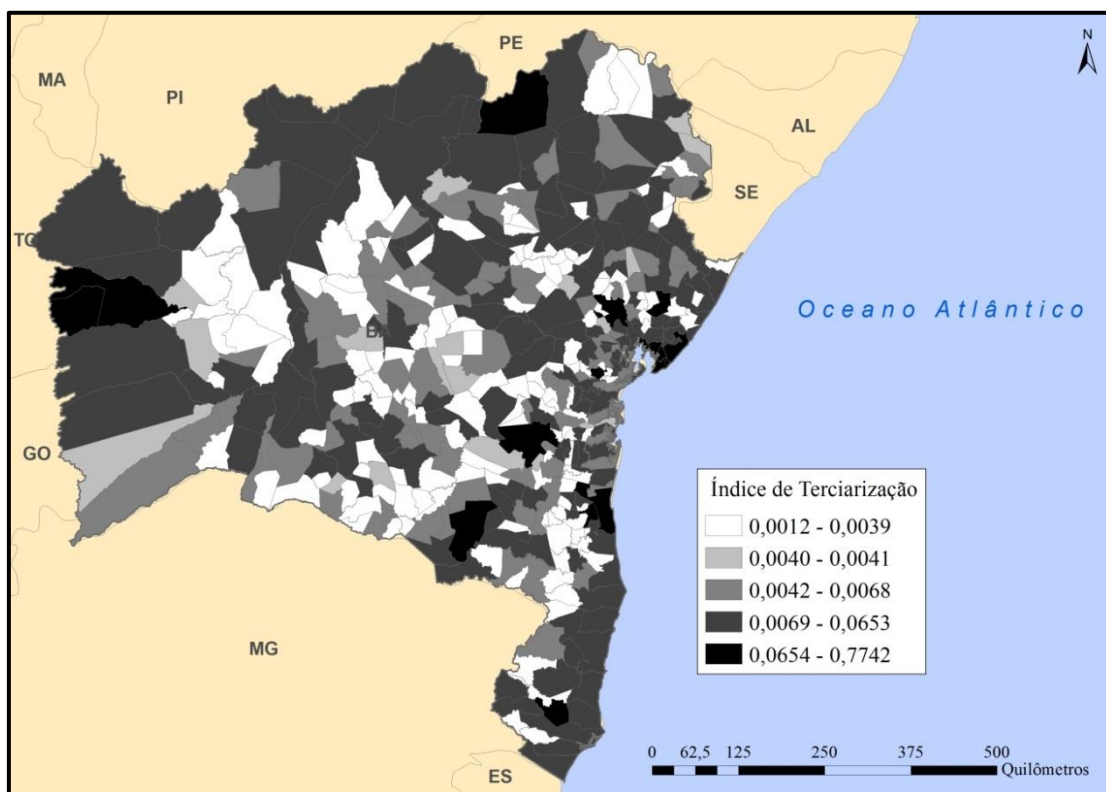 N
PE
MA
PI
AL
SE
TO
Oceano Atlântico
BA
GO
Índice de Terciarização
0,0012 - 0,0039
0,0040 - 0,0041
0,0042 - 0,0068
0,0069 - 0,0653
0,0654 - 0,7742
MG
ES
0 62,5 125 250 375 500
Quilômetros